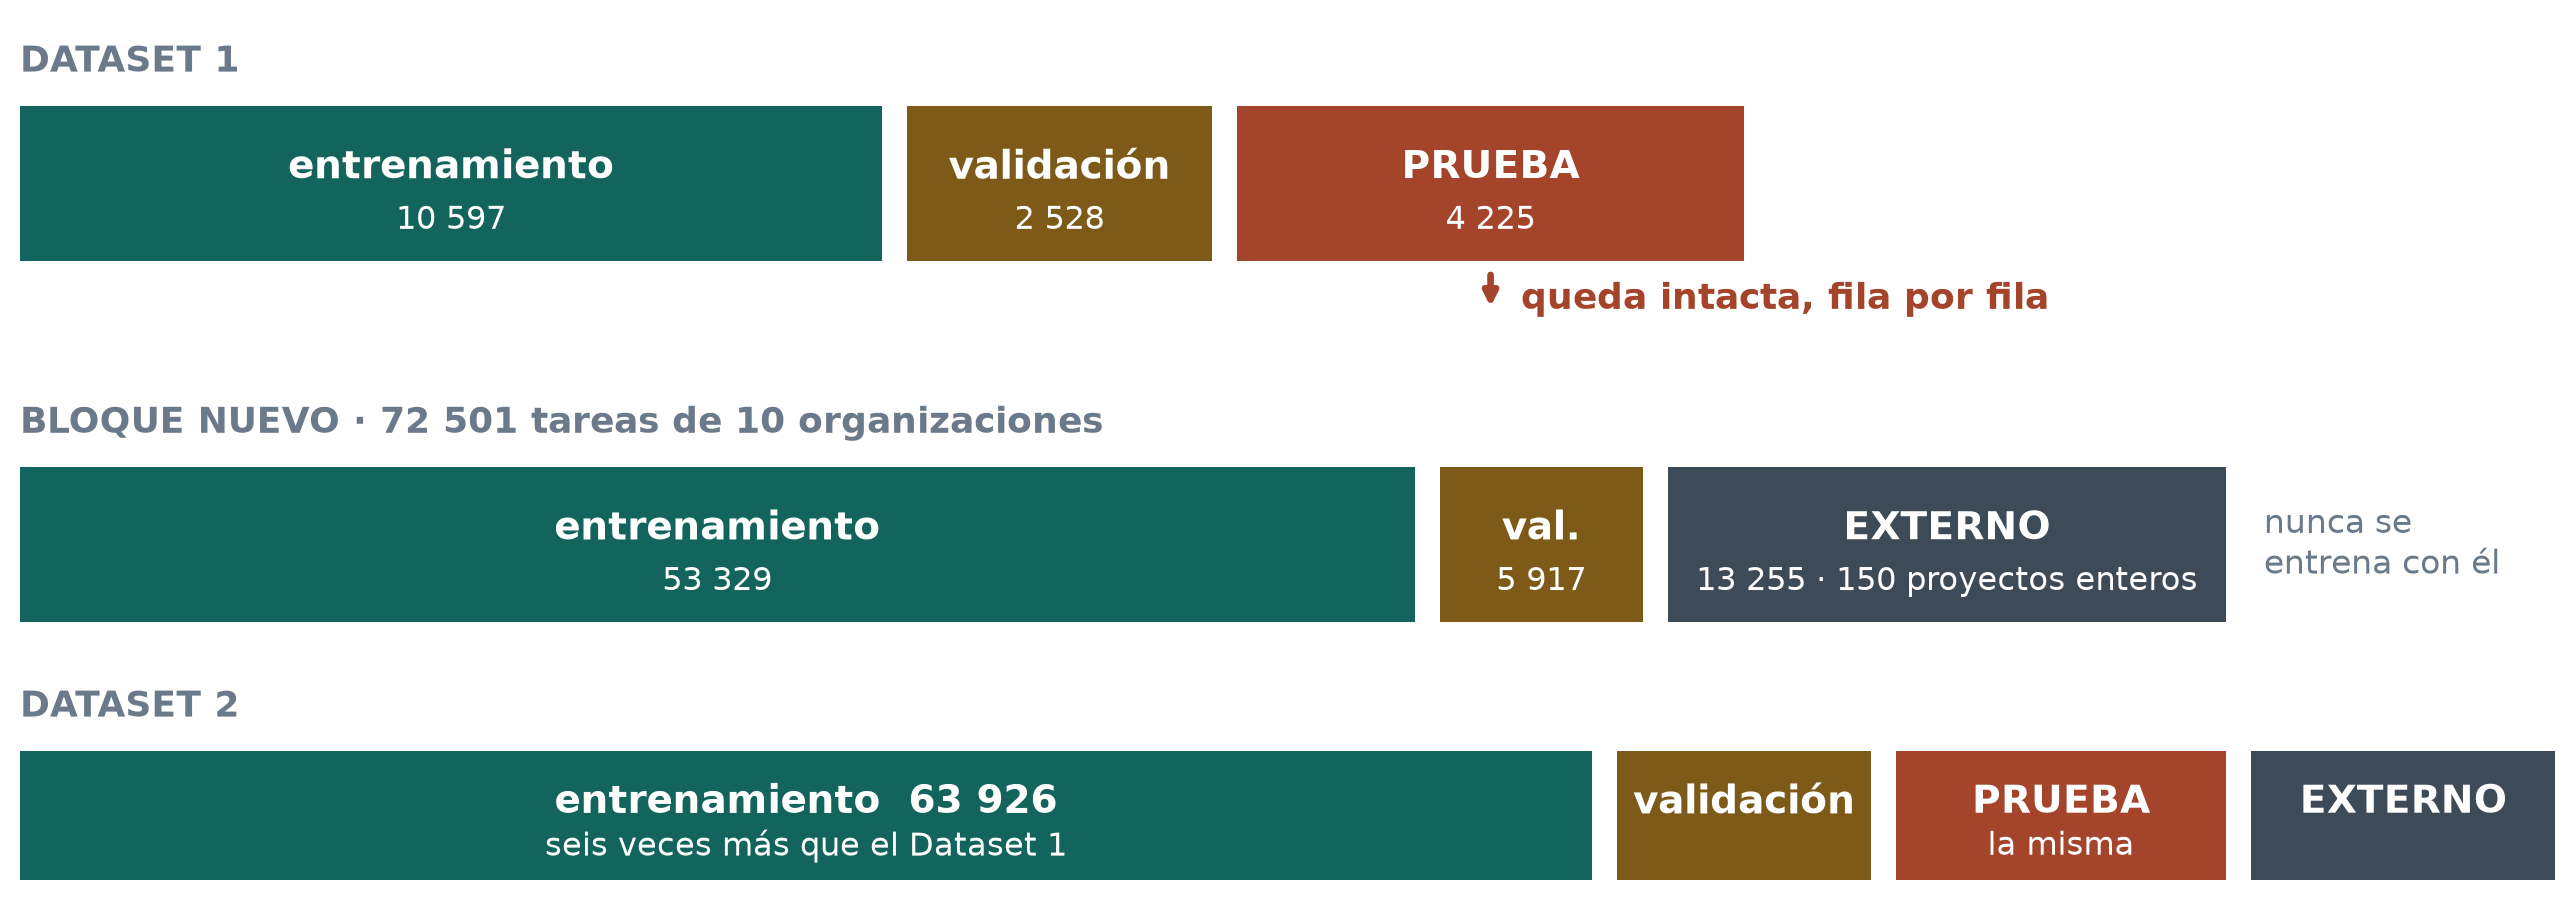 DATASET 1
entrenamiento
10 597
validación
2 528
PRUEBA
4 225
queda intacta, fila por fila
BLOQUE NUEVO · 72 501 tareas de 10 organizaciones
entrenamiento
53 329
val.
5 917
EXTERNO
13 255 · 150 proyectos enteros
nunca se
entrena con él
DATASET 2
entrenamiento 63 926
seis veces más que el Dataset 1
validación
PRUEBA
la misma
EXTERNO